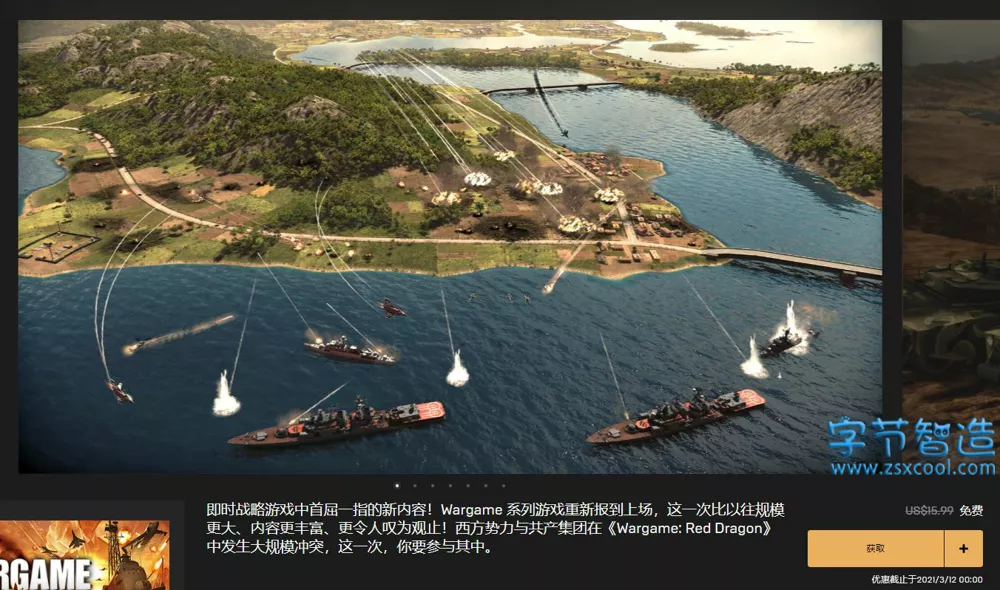 字节智造
www.zsxcool.com
即时战略游戏中首屈一指的新内容！Wargame 系列游戏重新报到上场，这一次比以往规模
更大、内容更丰富、更令人叹为观止！西方势力与共产集团在《Wargame: Red Dragon》
中发生大规模冲突，这一次，你要参与其中。
US$15.99 免费
获取 +
优惠截止于2021/3/12 00:00
RGAME